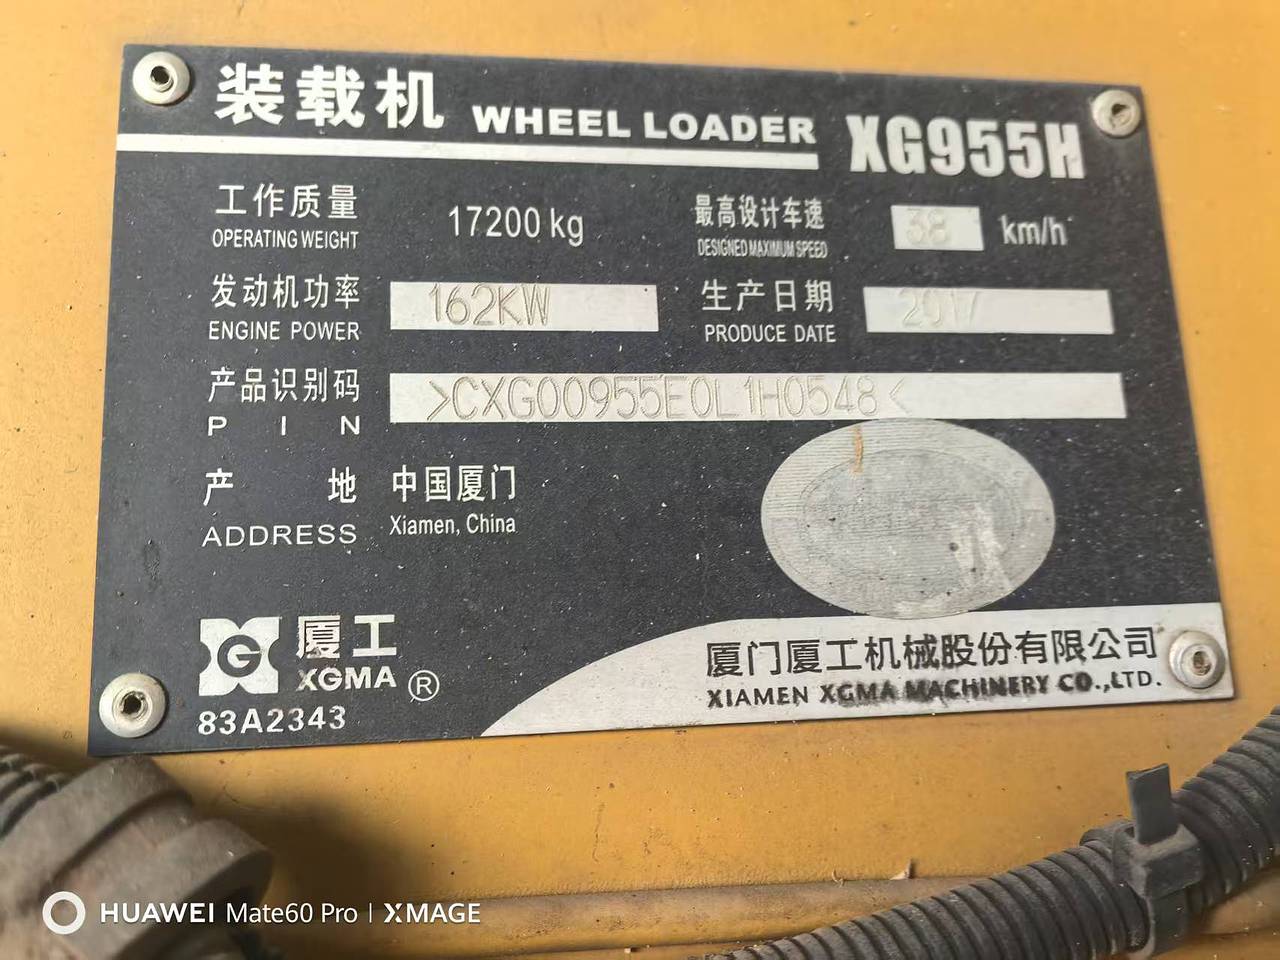 装载机 WHEEL LOADER XG955H
工作质量 17200 kg 最高设计车速 38 km/h
OPERATING WEIGHT DESIGNED MAXIMUM SPEED
发动机功率 162KW 生产日期 2017
ENGINE POWER PRODUCE DATE
产品识别码 >CXG00955E0L1H0548<
PIN
产地 中国厦门
ADDRESS Xiamen, China
厦工
XGMA ®
83A2343
厦门厦工机械股份有限公司
XIAMEN XGMA MACHINERY CO.,LTD.
HUAWEI Mate60 Pro | XMAGE